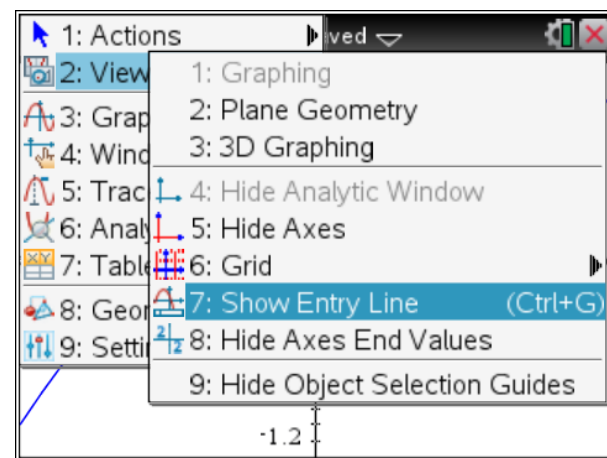 1: Actions
ved
2: View
3: Grap
4: Wind
5: Trac
6: Analy
7: Table
8: Geor
9: Settin
1: Graphing
2: Plane Geometry
3: 3D Graphing
4: Hide Analytic Window
5: Hide Axes
6: Grid
7: Show Entry Line (Ctrl+G)
8: Hide Axes End Values
9: Hide Object Selection Guides
-1.2